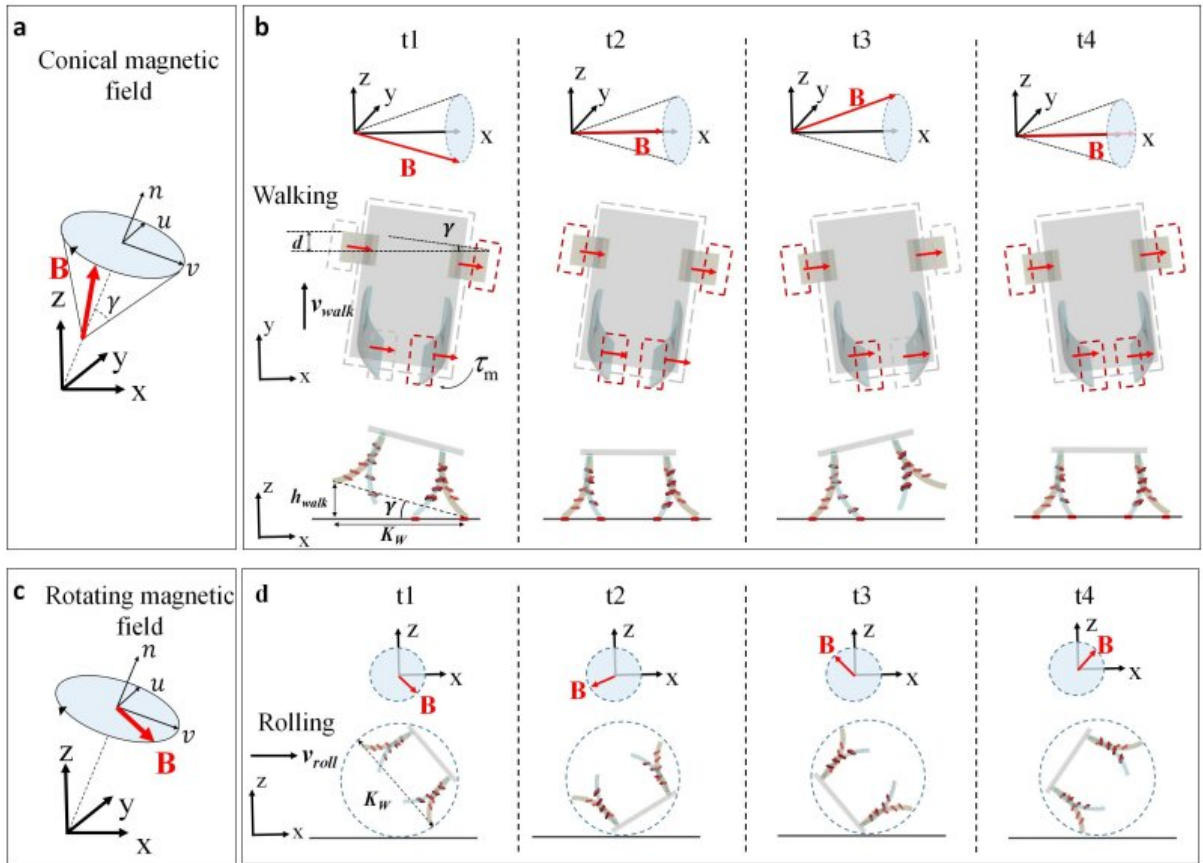 a
Conical magnetic
field
n
u
B
v
z
γ
y
x
b
t1
t2
t3
t4
z
y
B
x
z
y
B
x
z
y
B
x
z
y
B
x
Walking
d
γ
v_walk
y
x
τ_m
z
h_walk
γ
x
K_W
c
Rotating magnetic
field
n
u
v
B
z
y
x
d
t1
t2
t3
t4
z
x
B
z
x
B
z
x
B
z
x
B
Rolling
v_roll
K_W
z
x